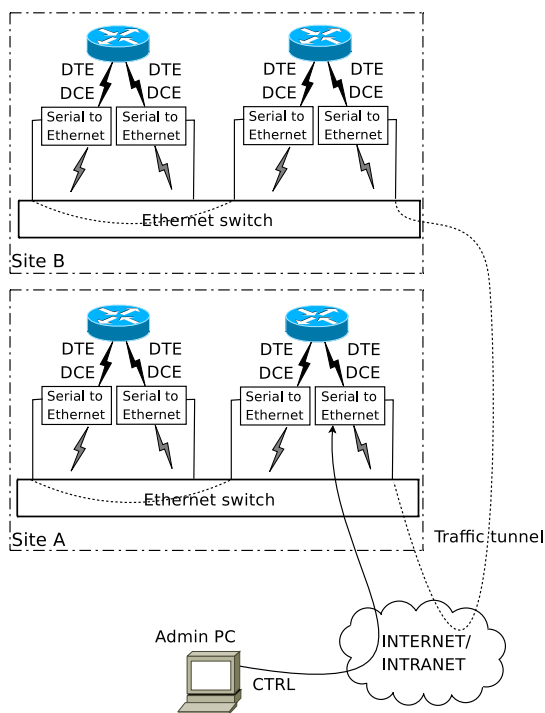 DTE DTE DTE DTE
DCE DCE DCE DCE
Serial to Serial to Serial to Serial to
Ethernet Ethernet Ethernet Ethernet
Ethernet switch
Site B
DTE DTE DTE DTE
DCE DCE DCE DCE
Serial to Serial to Serial to Serial to
Ethernet Ethernet Ethernet Ethernet
Ethernet switch
Site A
Traffic tunnel
Admin PC
INTERNET/
INTRANET
CTRL